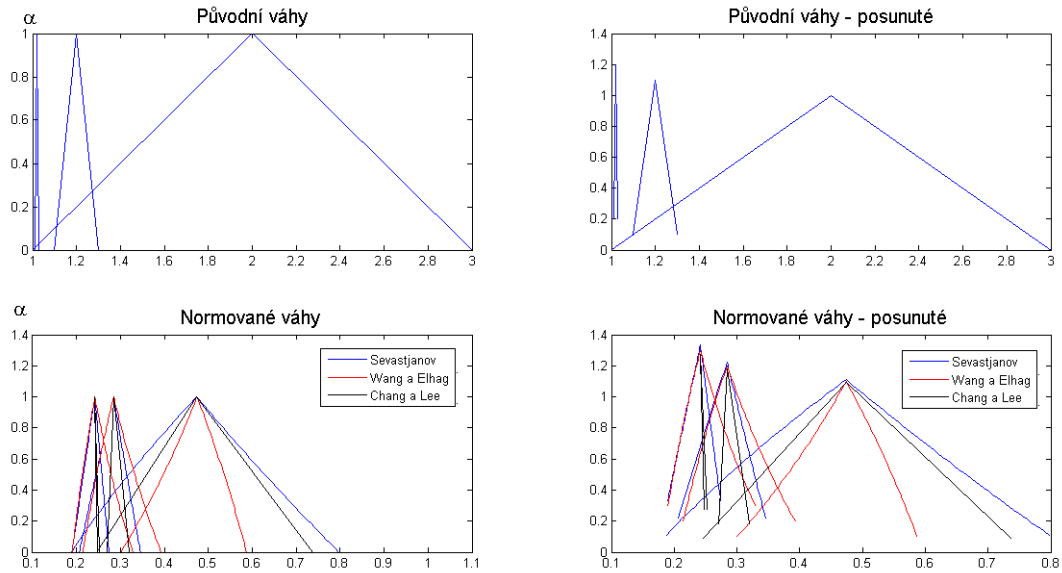 α
Původní váhy
1
0.8
0.6
0.4
0.2
0
1 1.2 1.4 1.6 1.8 2 2.2 2.4 2.6 2.8 3
Původní váhy - posunuté
1.4
1.2
1
0.8
0.6
0.4
0.2
0
1 1.2 1.4 1.6 1.8 2 2.2 2.4 2.6 2.8 3
α
Normované váhy
1.4
1.2
1
0.8
0.6
0.4
0.2
0
0.1 0.2 0.3 0.4 0.5 0.6 0.7 0.8 0.9 1 1.1
Sevastjanov
Wang a Elhag
Chang a Lee
Normované váhy - posunuté
1.4
1.2
1
0.8
0.6
0.4
0.2
0
0.1 0.2 0.3 0.4 0.5 0.6 0.7 0.8
Sevastjanov
Wang a Elhag
Chang a Lee